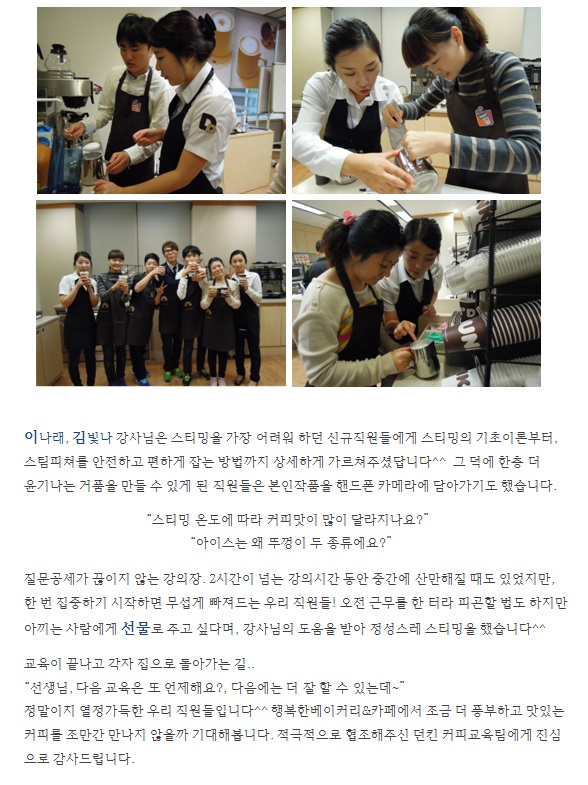 이나래, 김빛나 강사님은 스티밍을 가장 어려워 하던 신규직원들에게 스티밍의 기초이론부터,
스팀피쳐를 안전하고 편하게 잡는 방법까지 상세하게 가르쳐주셨답니다^^ 그 덕에 한층 더
윤기나는 거품을 만들 수 있게 된 직원들은 본인작품을 핸드폰 카메라에 담아가기도 했습니다.
“스티밍 온도에 따라 커피맛이 많이 달라지나요?”
“아이스는 왜 뚜껑이 두 종류에요?”
질문공세가 끊이지 않는 강의장. 2시간이 넘는 강의시간 동안 중간에 산만해질 때도 있었지만,
한 번 집중하기 시작하면 무섭게 빠져드는 우리 직원들! 오전 근무를 한 터라 피곤할 법도 하지만
아끼는 사람에게 선물로 주고 싶다며, 강사님의 도움을 받아 정성스레 스티밍을 했습니다^^
교육이 끝나고 각자 집으로 돌아가는 길..
“선생님, 다음 교육은 또 언제해요?, 다음에는 더 잘 할 수 있는데~”
정말이지 열정가득한 우리 직원들입니다^^ 행복한베이커리&카페에서 조금 더 풍부하고 맛있는
커피를 조만간 만나지 않을까 기대해봅니다. 적극적으로 협조해주신 던킨 커피교육팀에게 진심
으로 감사드립니다.